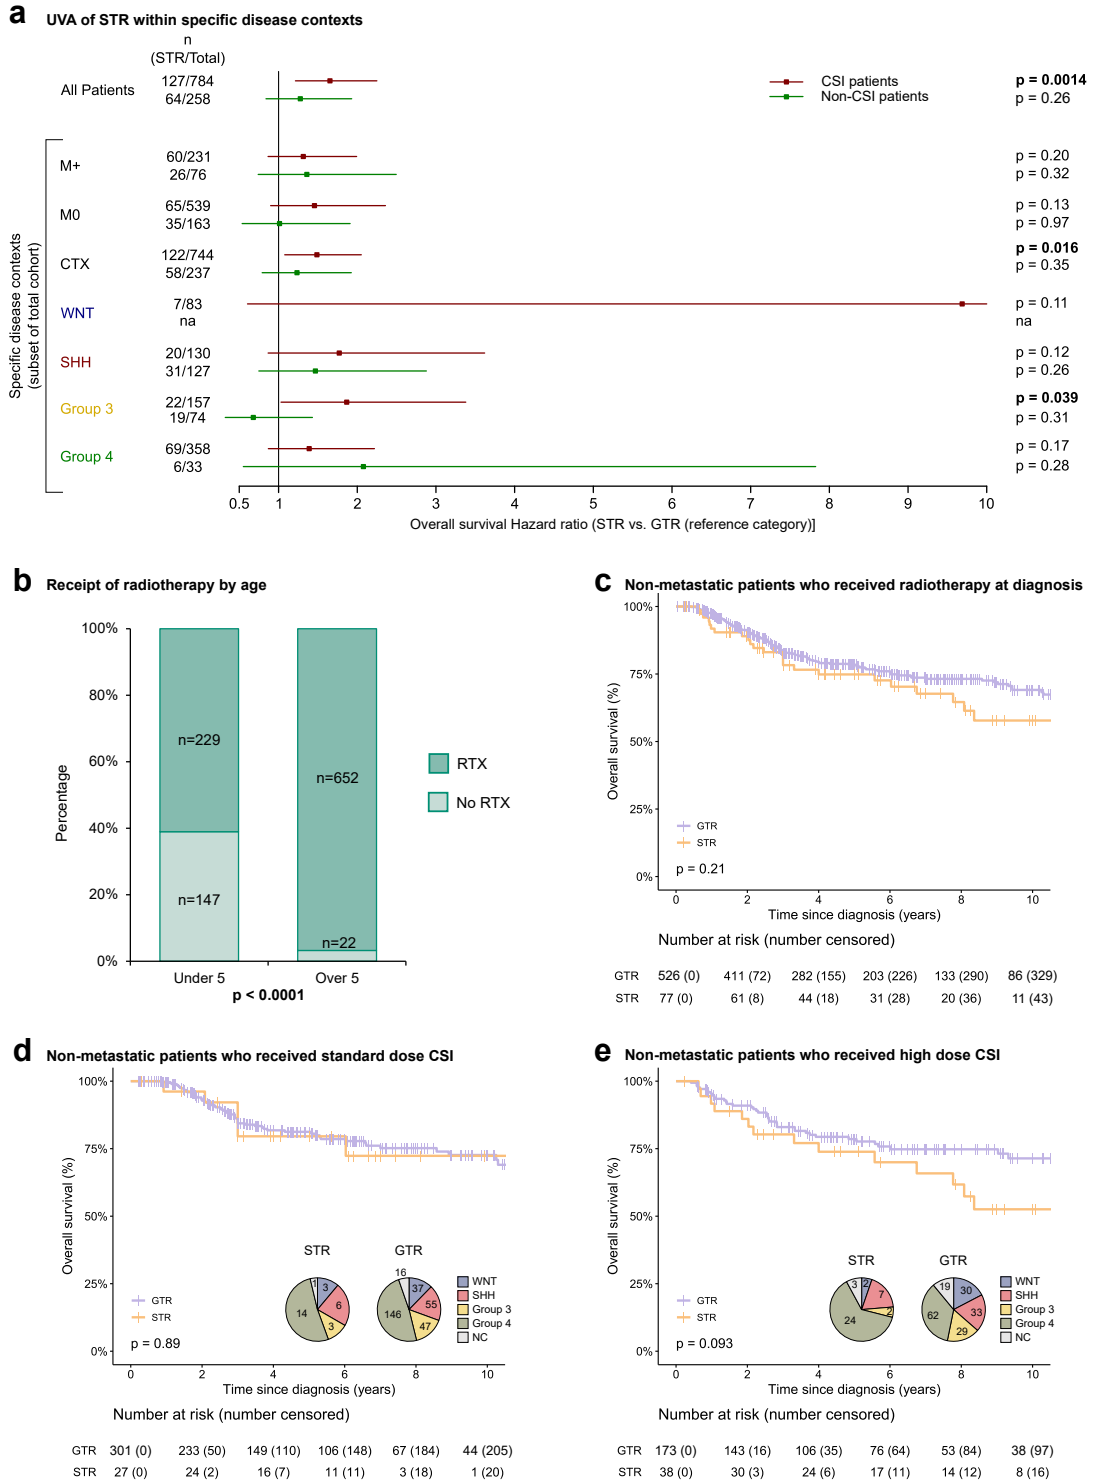 a UVA of STR within specific disease contexts
n
(STR/Total)
All Patients 127/784 p = 0.0014
64/258 p = 0.26
CSI patients
Non-CSI patients
Specific disease contexts
(subset of total cohort)
M+ 60/231 p = 0.20
26/76 p = 0.32
M0 65/539 p = 0.13
35/163 p = 0.97
CTX 122/744 p = 0.016
58/237 p = 0.35
WNT 7/83 p = 0.11
na na
SHH 20/130 p = 0.12
31/127 p = 0.26
Group 3 22/157 p = 0.039
19/74 p = 0.31
Group 4 69/358 p = 0.17
6/33 p = 0.28
0.5 1 2 3 4 5 6 7 8 9 10
Overall survival Hazard ratio (STR vs. GTR (reference category)]
b Receipt of radiotherapy by age
Percentage
100%
80%
60%
40%
20%
0%
n=229
n=147
n=652
n=22
RTX
No RTX
Under 5 Over 5
p < 0.0001
c Non-metastatic patients who received radiotherapy at diagnosis
Overall survival (%)
100%
75%
50%
25%
0%
GTR
STR
p = 0.21
0 2 4 6 8 10
Time since diagnosis (years)
Number at risk (number censored)
GTR 526 (0) 411 (72) 282 (155) 203 (226) 133 (290) 86 (329)
STR 77 (0) 61 (8) 44 (18) 31 (28) 20 (36) 11 (43)
d Non-metastatic patients who received standard dose CSI
Overall survival (%)
100%
75%
50%
25%
0%
GTR
STR
p = 0.89
STR GTR
1 3 6 3 14
16 37 55 47 146
WNT
SHH
Group 3
Group 4
NC
0 2 4 6 8 10
Time since diagnosis (years)
Number at risk (number censored)
GTR 301 (0) 233 (50) 149 (110) 106 (148) 67 (184) 44 (205)
STR 27 (0) 24 (2) 16 (7) 11 (11) 3 (18) 1 (20)
e Non-metastatic patients who received high dose CSI
Overall survival (%)
100%
75%
50%
25%
0%
GTR
STR
p = 0.093
STR GTR
3 2 7 2 24
19 30 33 29 62
WNT
SHH
Group 3
Group 4
NC
0 2 4 6 8 10
Time since diagnosis (years)
Number at risk (number censored)
GTR 173 (0) 143 (16) 106 (35) 76 (64) 53 (84) 38 (97)
STR 38 (0) 30 (3) 24 (6) 17 (11) 14 (12) 8 (16)